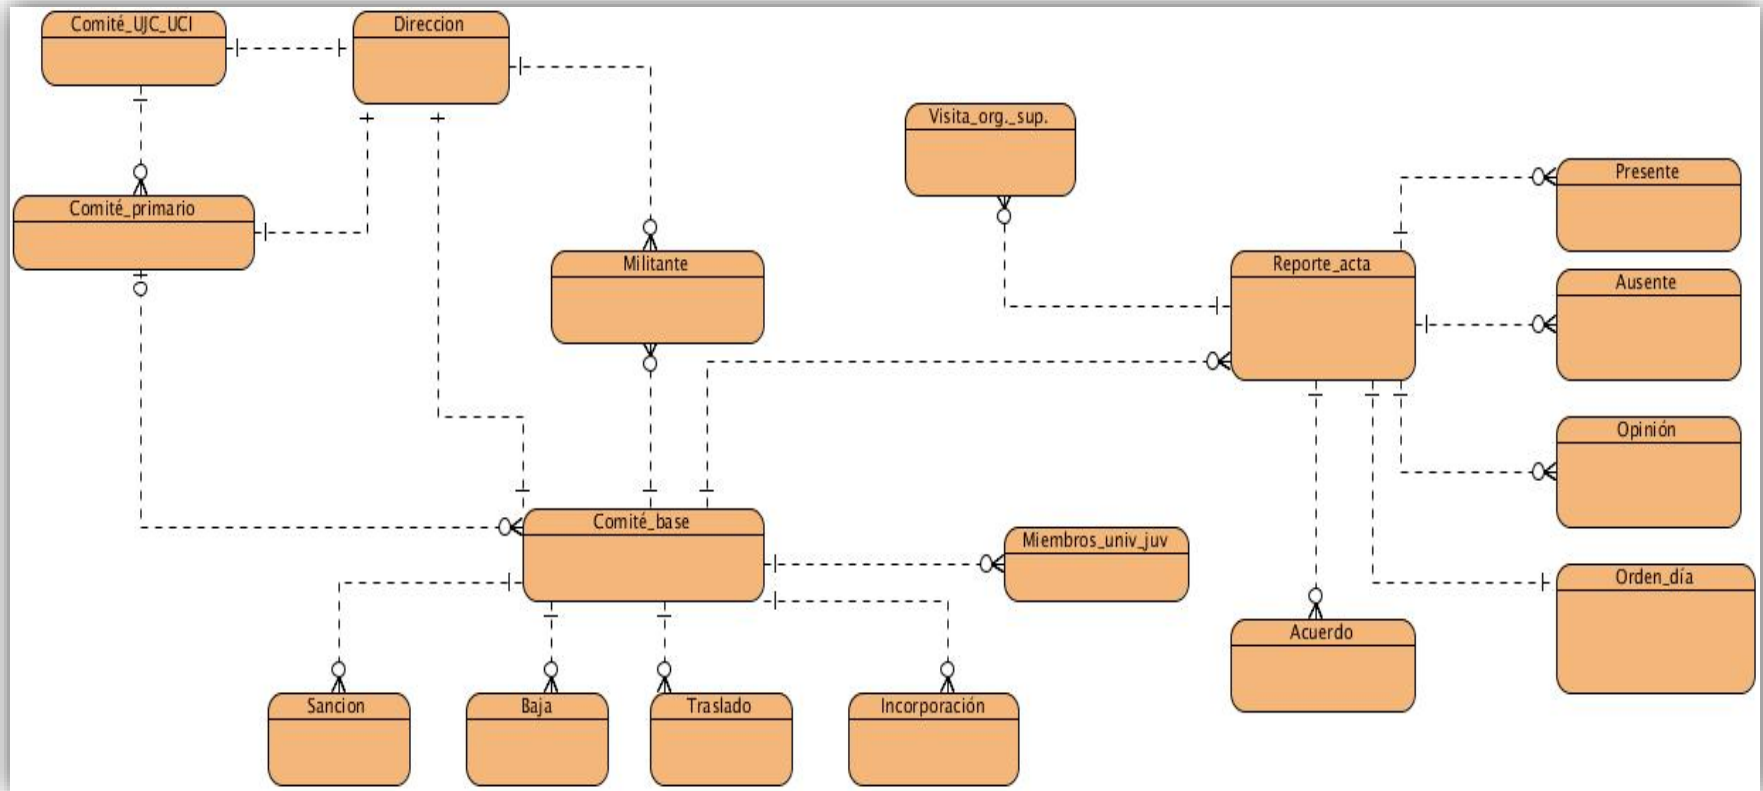 Comité_UJC_UCI
Direccion
Visita_org._sup.
Presente
Comité_primario
Militante
Reporte_acta
Ausente
Opinión
Comité_base
Miembros_univ_juv
Orden_día
Acuerdo
Sancion
Baja
Traslado
Incorporación